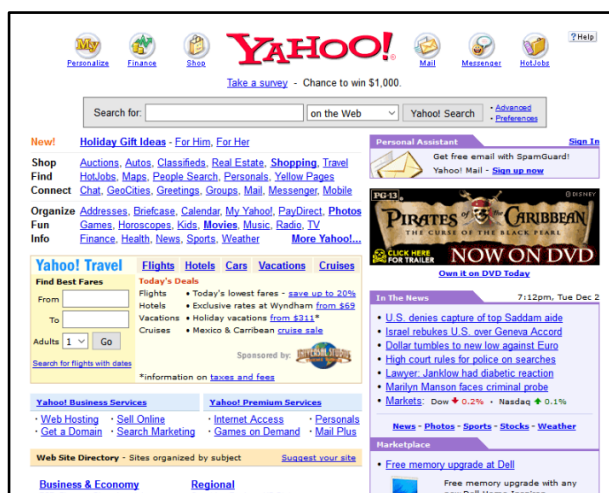 My
?Help
YAHOO!
Personalize Finance Shop Mail Messenger HotJobs
Take a survey - Chance to win $1,000.
Search for: on the Web Yahoo! Search · Advanced
· Preferences
New! Holiday Gift Ideas - For Him, For Her
Shop Auctions, Autos, Classifieds, Real Estate, Shopping, Travel
Find HotJobs, Maps, People Search, Personals, Yellow Pages
Connect Chat, GeoCities, Greetings, Groups, Mail, Messenger, Mobile
Organize Addresses, Briefcase, Calendar, My Yahoo!, PayDirect, Photos
Fun Games, Horoscopes, Kids, Movies, Music, Radio, TV
Info Finance, Health, News, Sports, Weather More Yahoo!...
Yahoo! Travel Flights Hotels Cars Vacations Cruises
Find Best Fares
From
To
Adults 1 Go
Search for flights with dates
Today's Deals
Flights • Today's lowest fares - save up to 20%
Hotels • Exclusive rates at Wyndham from $69
Vacations • Holiday vacations from $311*
Cruises • Mexico & Carribean cruise sale
Sponsored by: UNIVERSAL STUDIOS
*information on taxes and fees
Yahoo! Business Services
· Web Hosting · Sell Online
· Get a Domain · Search Marketing
Yahoo! Premium Services
· Internet Access · Personals
· Games on Demand · Mail Plus
Web Site Directory - Sites organized by subject Suggest your site
Business & Economy Regional
Personal Assistant Sign In
Get free email with SpamGuard!
Yahoo! Mail - Sign up now
PG-13 © DISNEY
PIRATES of the CARIBBEAN
THE CURSE OF THE BLACK PEARL
CLICK HERE
FOR TRAILER NOW ON DVD
Own it on DVD Today
In The News 7:12pm, Tue Dec 2
• U.S. denies capture of top Saddam aide
• Israel rebukes U.S. over Geneva Accord
• Dollar tumbles to new low against Euro
• High court rules for police on searches
• Lawyer: Janklow had diabetic reaction
• Marilyn Manson faces criminal probe
• Markets: Dow 0.2% · Nasdaq 0.1%
News - Photos - Sports - Stocks - Weather
Marketplace
• Free memory upgrade at Dell
Free memory upgrade with any